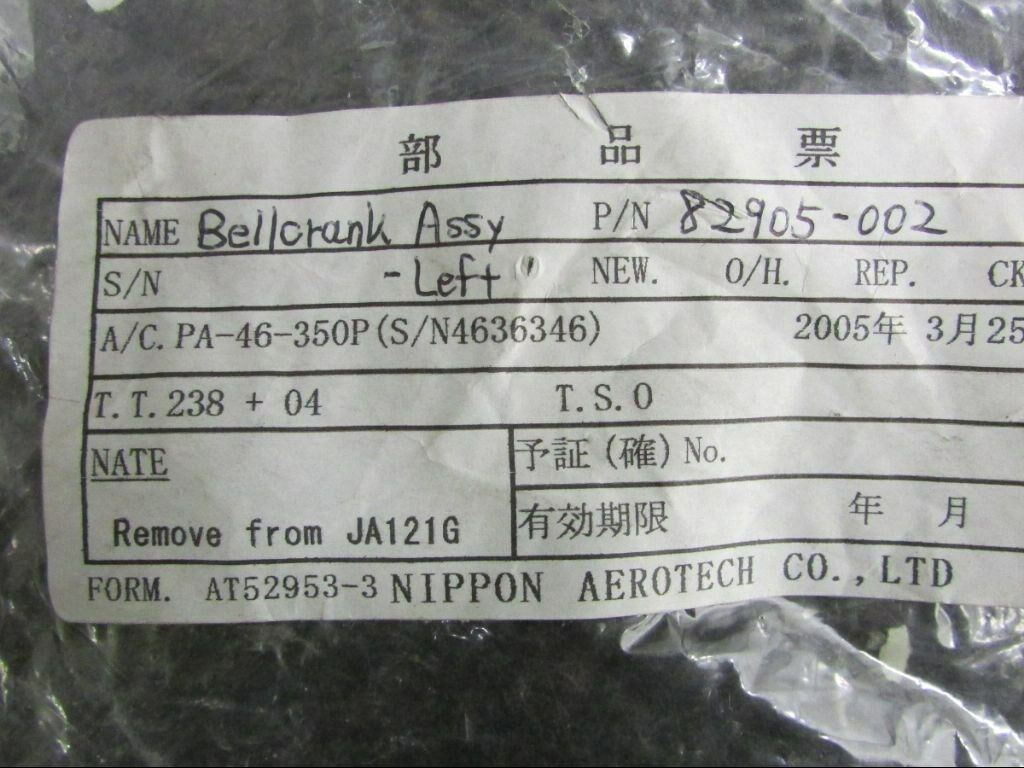 部 品 票
NAME Bellcrank Assy P/N 82905-002
S/N -Left NEW. O/H. REP. CK
A/C. PA-46-350P(S/N4636346) 2005年 3月25
T.T.238 + 04 T.S.O
NATE
予証(確)No.
Remove from JA121G
有効期限 年 月
FORM. AT52953-3 NIPPON AEROTECH CO.,LTD